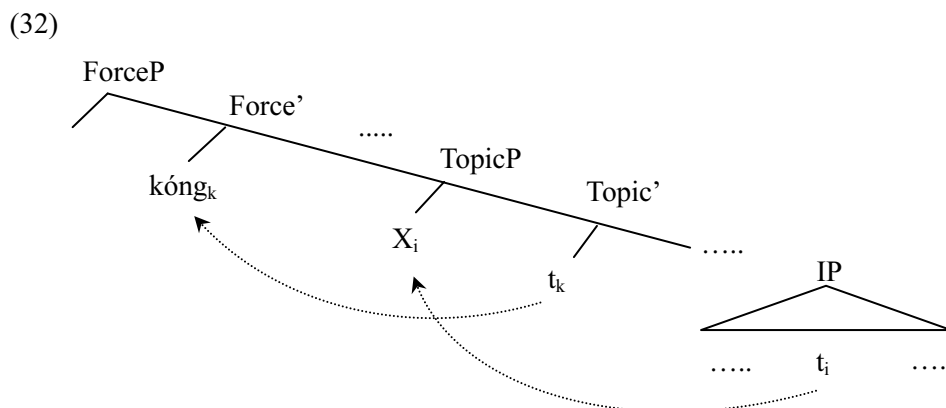 (32)
ForceP
Force’
.....
TopicP
Topic’
kóngₖ
Xᵢ
tₖ
…..
IP
…..
tᵢ
….